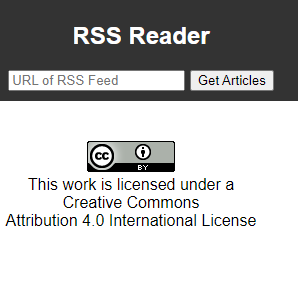 RSS Reader
URL of RSS Feed Get Articles
cc
BY
This work is licensed under a
Creative Commons
Attribution 4.0 International License